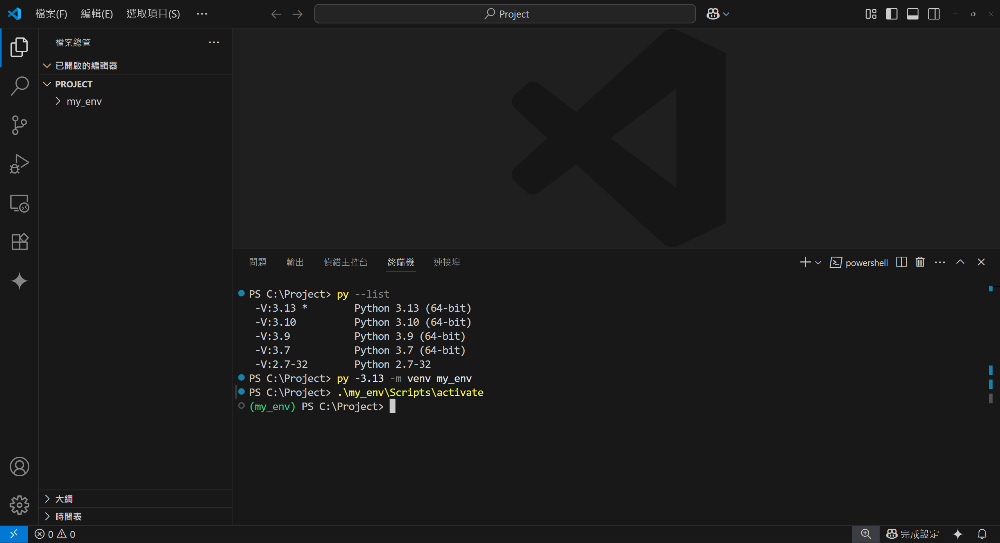 檔案(F) 編輯(E) 選取項目(S) ··· Project
檔案總管
已開啟的編輯器
PROJECT
my_env
大綱
時間表
問題 輸出 偵錯主控台 終端機 連接埠 powershell
PS C:\Project> py --list
-V:3.13 * Python 3.13 (64-bit)
-V:3.10 Python 3.10 (64-bit)
-V:3.9 Python 3.9 (64-bit)
-V:3.7 Python 3.7 (64-bit)
-V:2.7-32 Python 2.7-32
PS C:\Project> py -3.13 -m venv my_env
PS C:\Project> .\my_env\Scripts\activate
(my_env) PS C:\Project>
0 0 完成設定